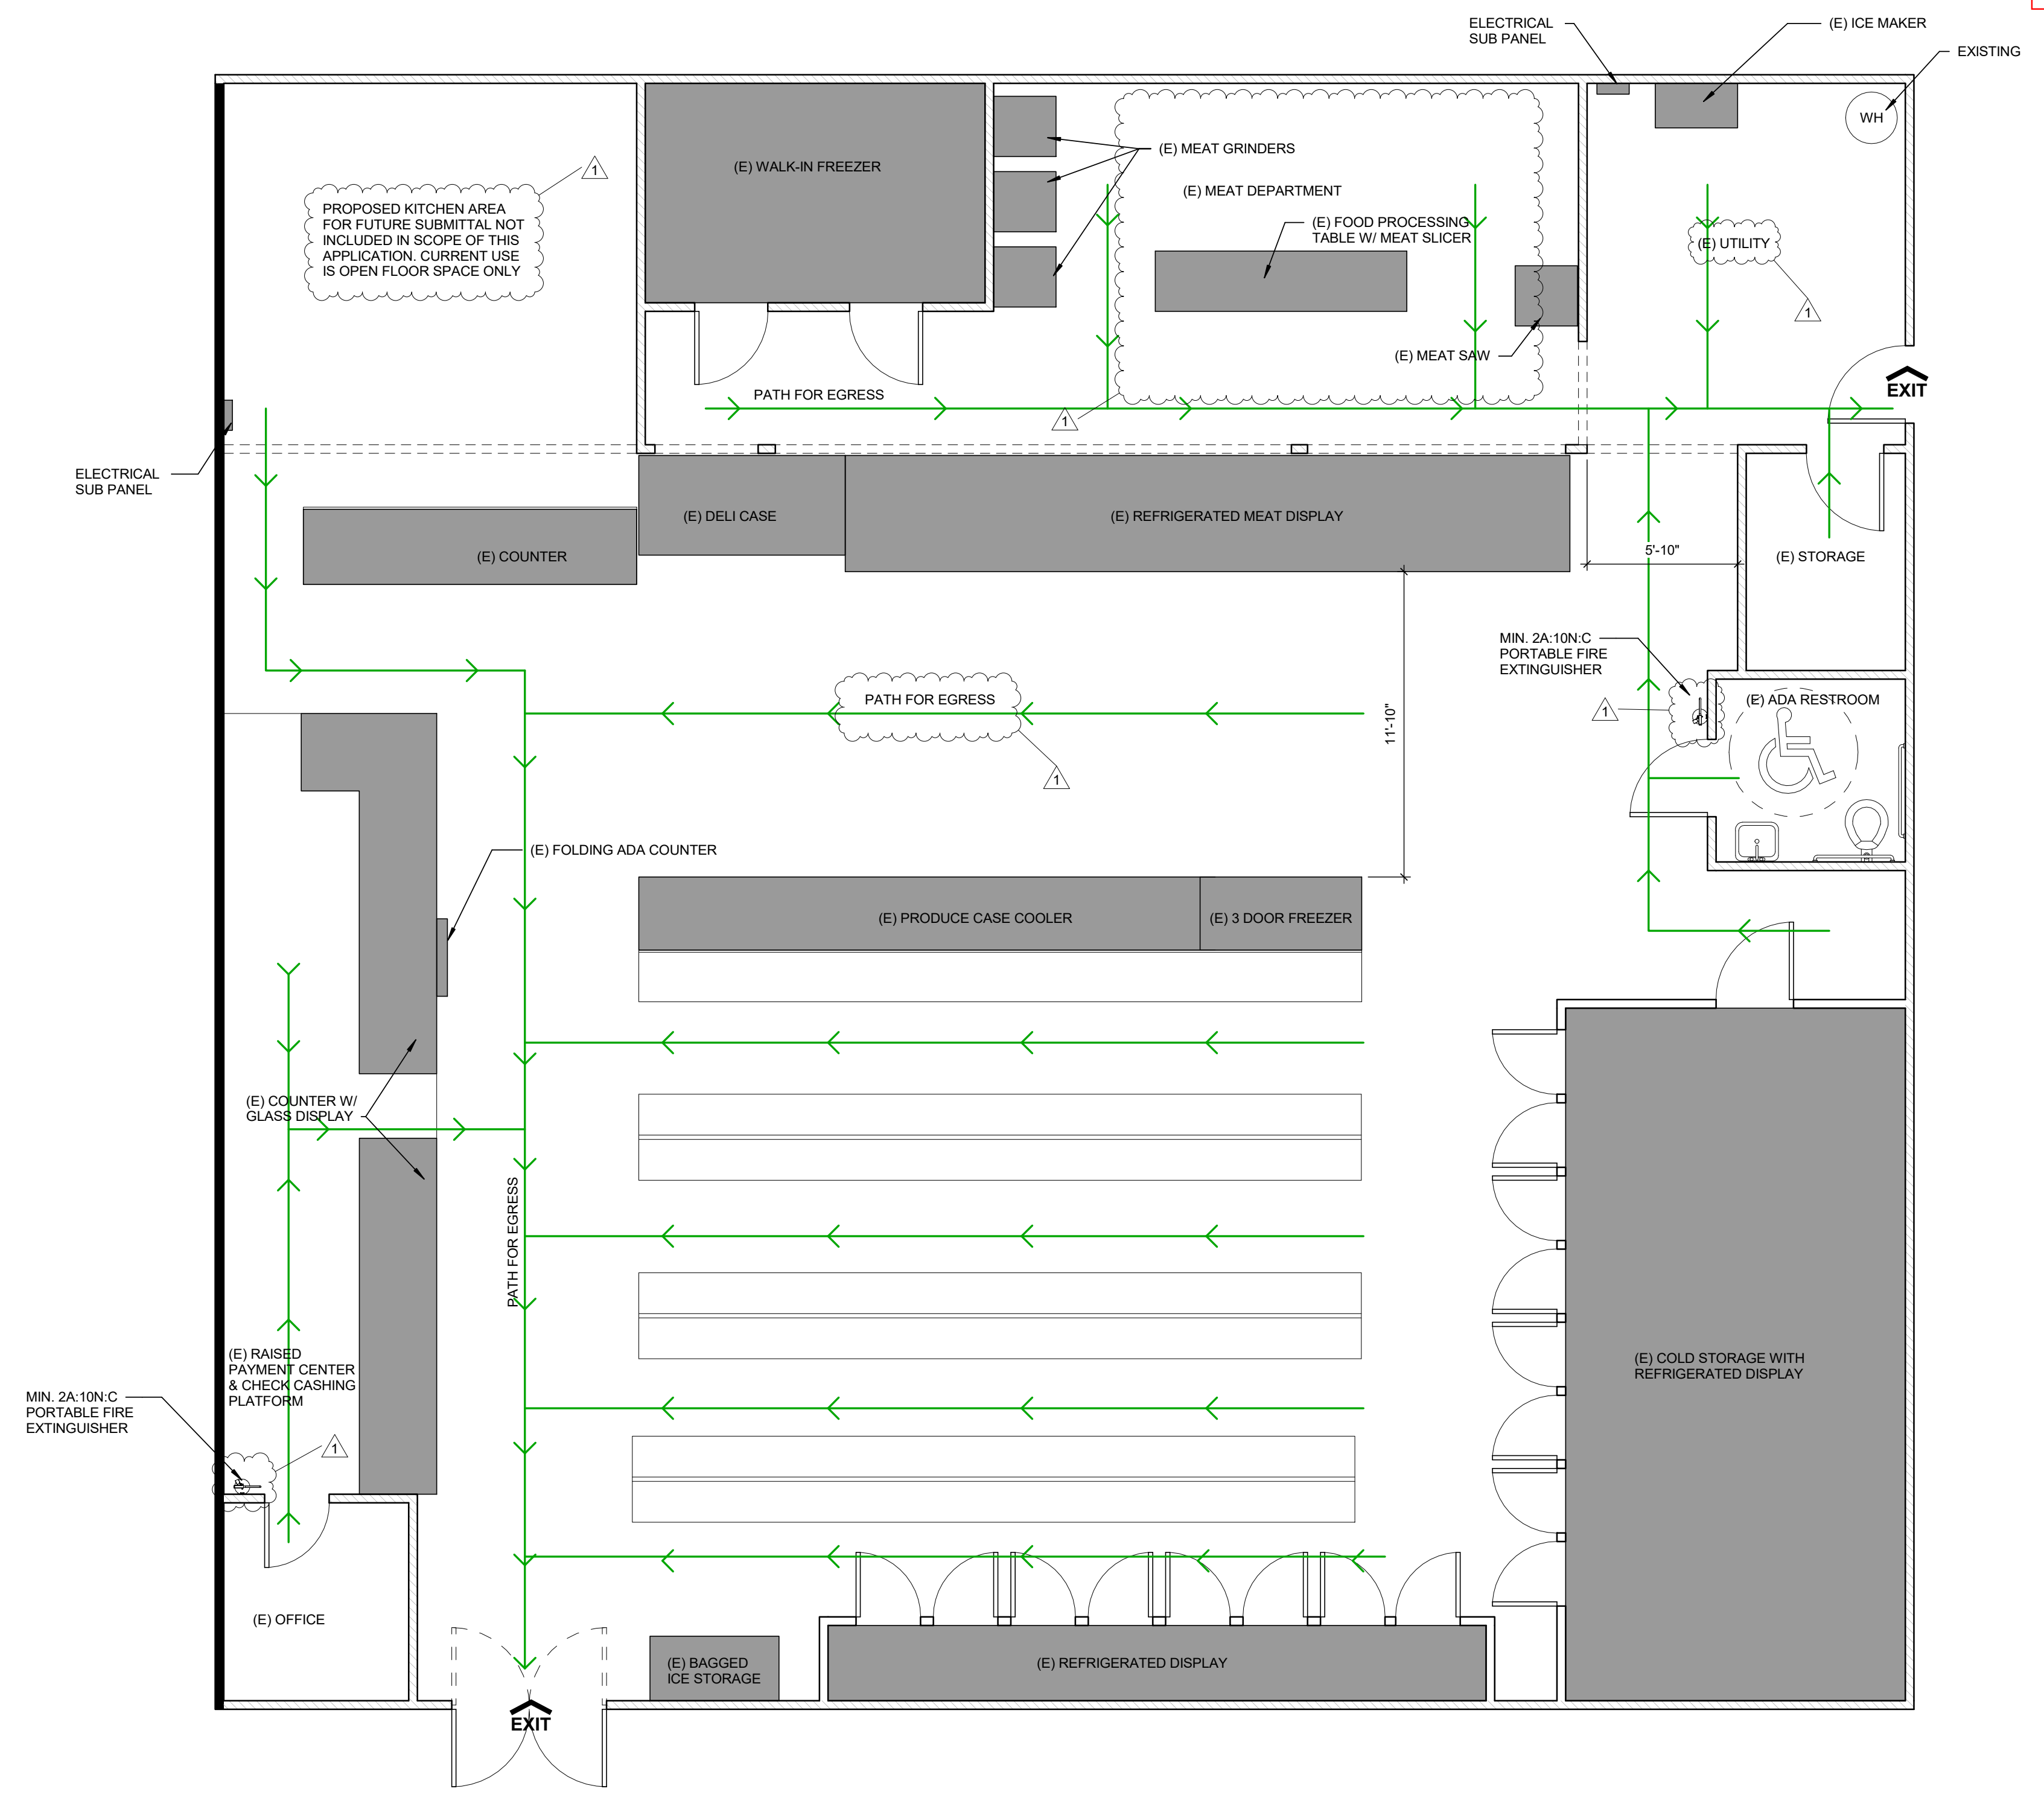 ELECTRICAL
SUB PANEL
(E) ICE MAKER
EXISTING
WH
(E) WALK-IN FREEZER
(E) MEAT GRINDERS
(E) MEAT DEPARTMENT
(E) FOOD PROCESSING
TABLE W/ MEAT SLICER
1
PROPOSED KITCHEN AREA
FOR FUTURE SUBMITTAL NOT
INCLUDED IN SCOPE OF THIS
APPLICATION. CURRENT USE
IS OPEN FLOOR SPACE ONLY
(E) UTILITY
1
(E) MEAT SAW
PATH FOR EGRESS
1
EXIT
ELECTRICAL
SUB PANEL
(E) COUNTER
(E) DELI CASE
(E) REFRIGERATED MEAT DISPLAY
5'-10"
(E) STORAGE
MIN. 2A:10N:C
PORTABLE FIRE
EXTINGUISHER
1
(E) ADA RESTROOM
PATH FOR EGRESS
1
11'-10"
(E) FOLDING ADA COUNTER
(E) PRODUCE CASE COOLER
(E) 3 DOOR FREEZER
(E) COUNTER W/
GLASS DISPLAY
PATH FOR EGRESS
(E) RAISED
PAYMENT CENTER
& CHECK CASHING
PLATFORM
MIN. 2A:10N:C
PORTABLE FIRE
EXTINGUISHER
1
(E) COLD STORAGE WITH
REFRIGERATED DISPLAY
(E) OFFICE
(E) BAGGED
ICE STORAGE
(E) REFRIGERATED DISPLAY
EXIT